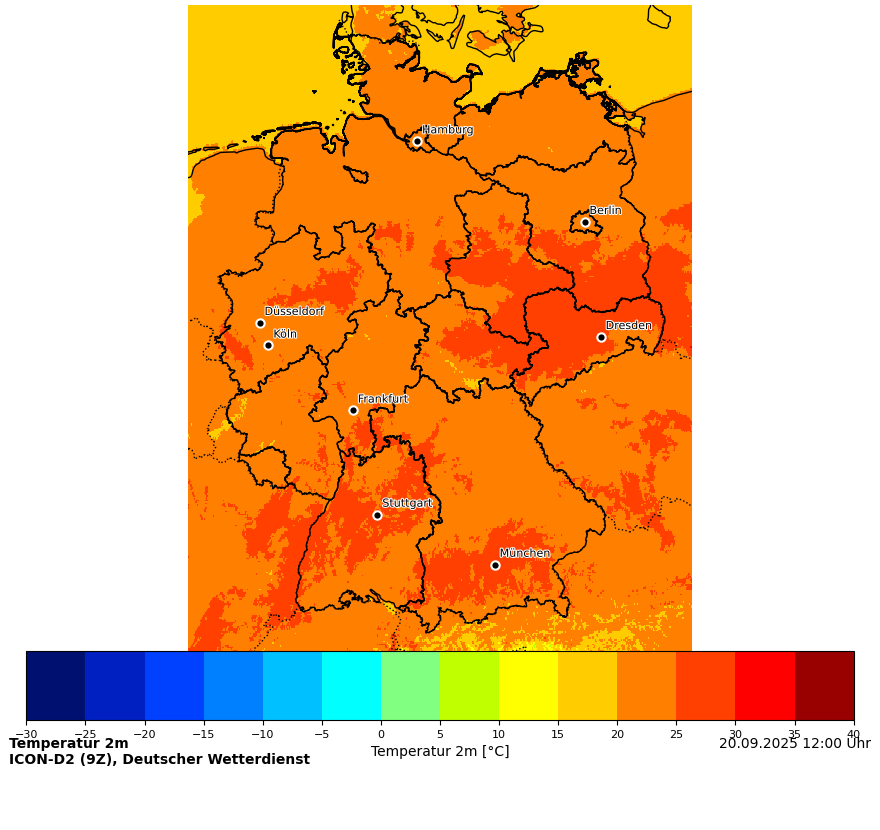 Hamburg
Berlin
Düsseldorf
Köln
Dresden
Frankfurt
Stuttgart
München
−30 −25 −20 −15 −10 −5 0 5 10 15 20 25 30 35 40
Temperatur 2m
Temperatur 2m [°C]
20.09.2025 12:00 Uhr
ICON-D2 (9Z), Deutscher Wetterdienst